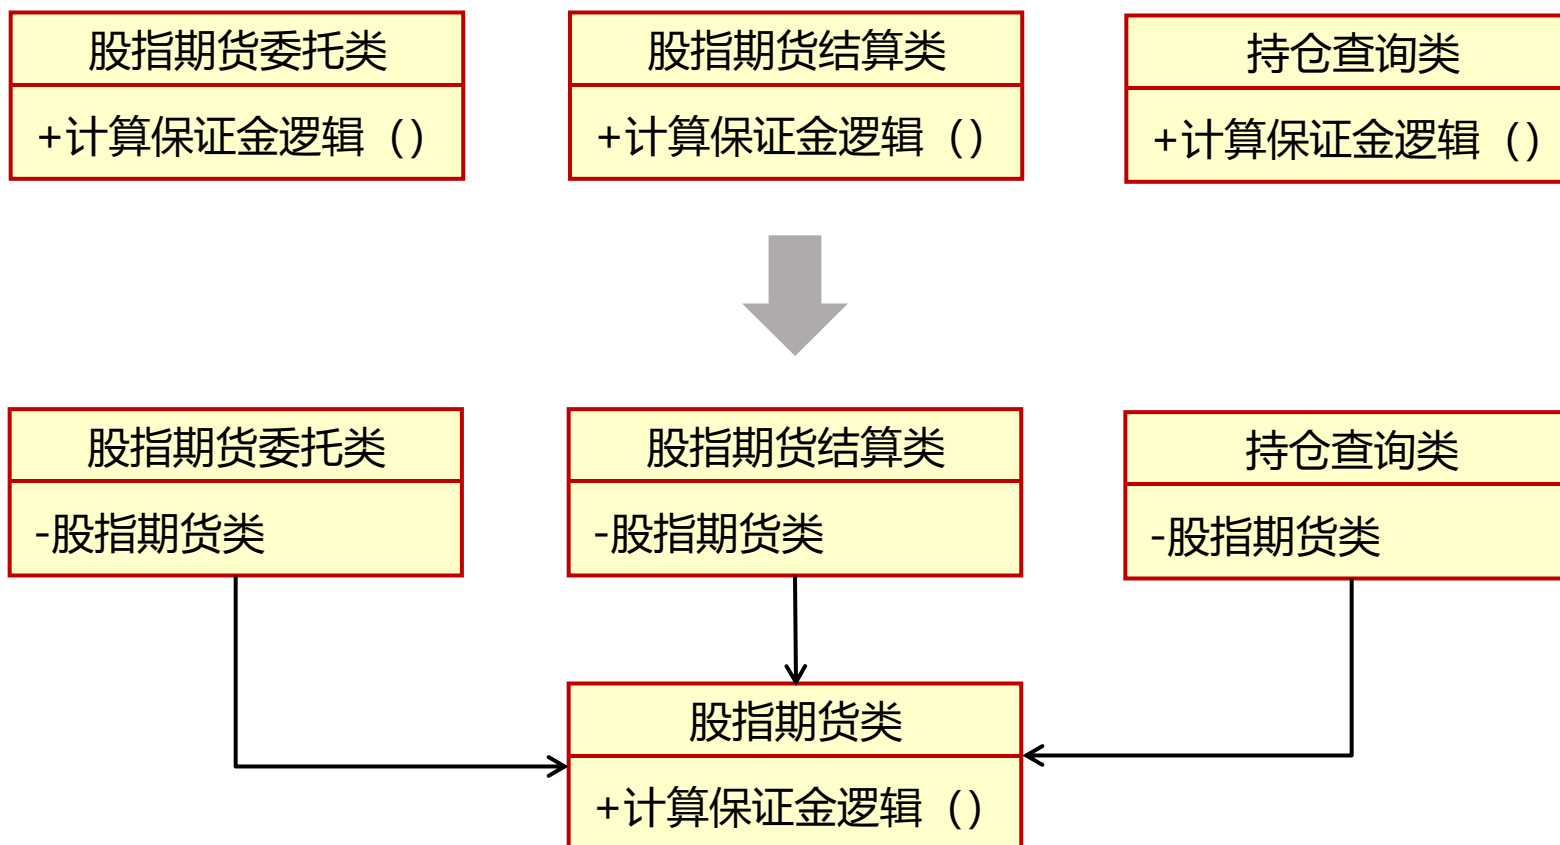 股指期货委托类
+计算保证金逻辑（）
股指期货结算类
+计算保证金逻辑（）
持仓查询类
+计算保证金逻辑（）
股指期货委托类
-股指期货类
股指期货结算类
-股指期货类
持仓查询类
-股指期货类
股指期货类
+计算保证金逻辑（）